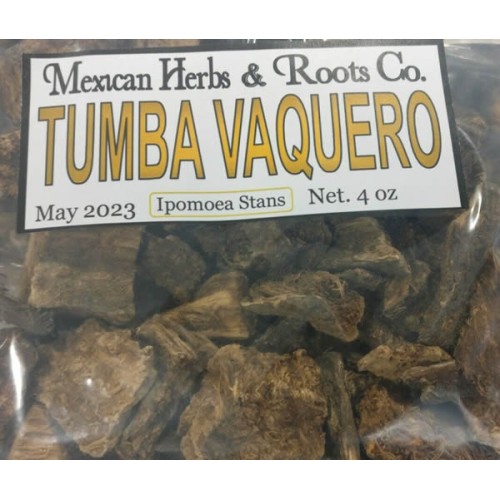 Mexican Herbs & Roots Co.
TUMBA VAQUERO
May 2023 Ipomoea Stans Net. 4 oz